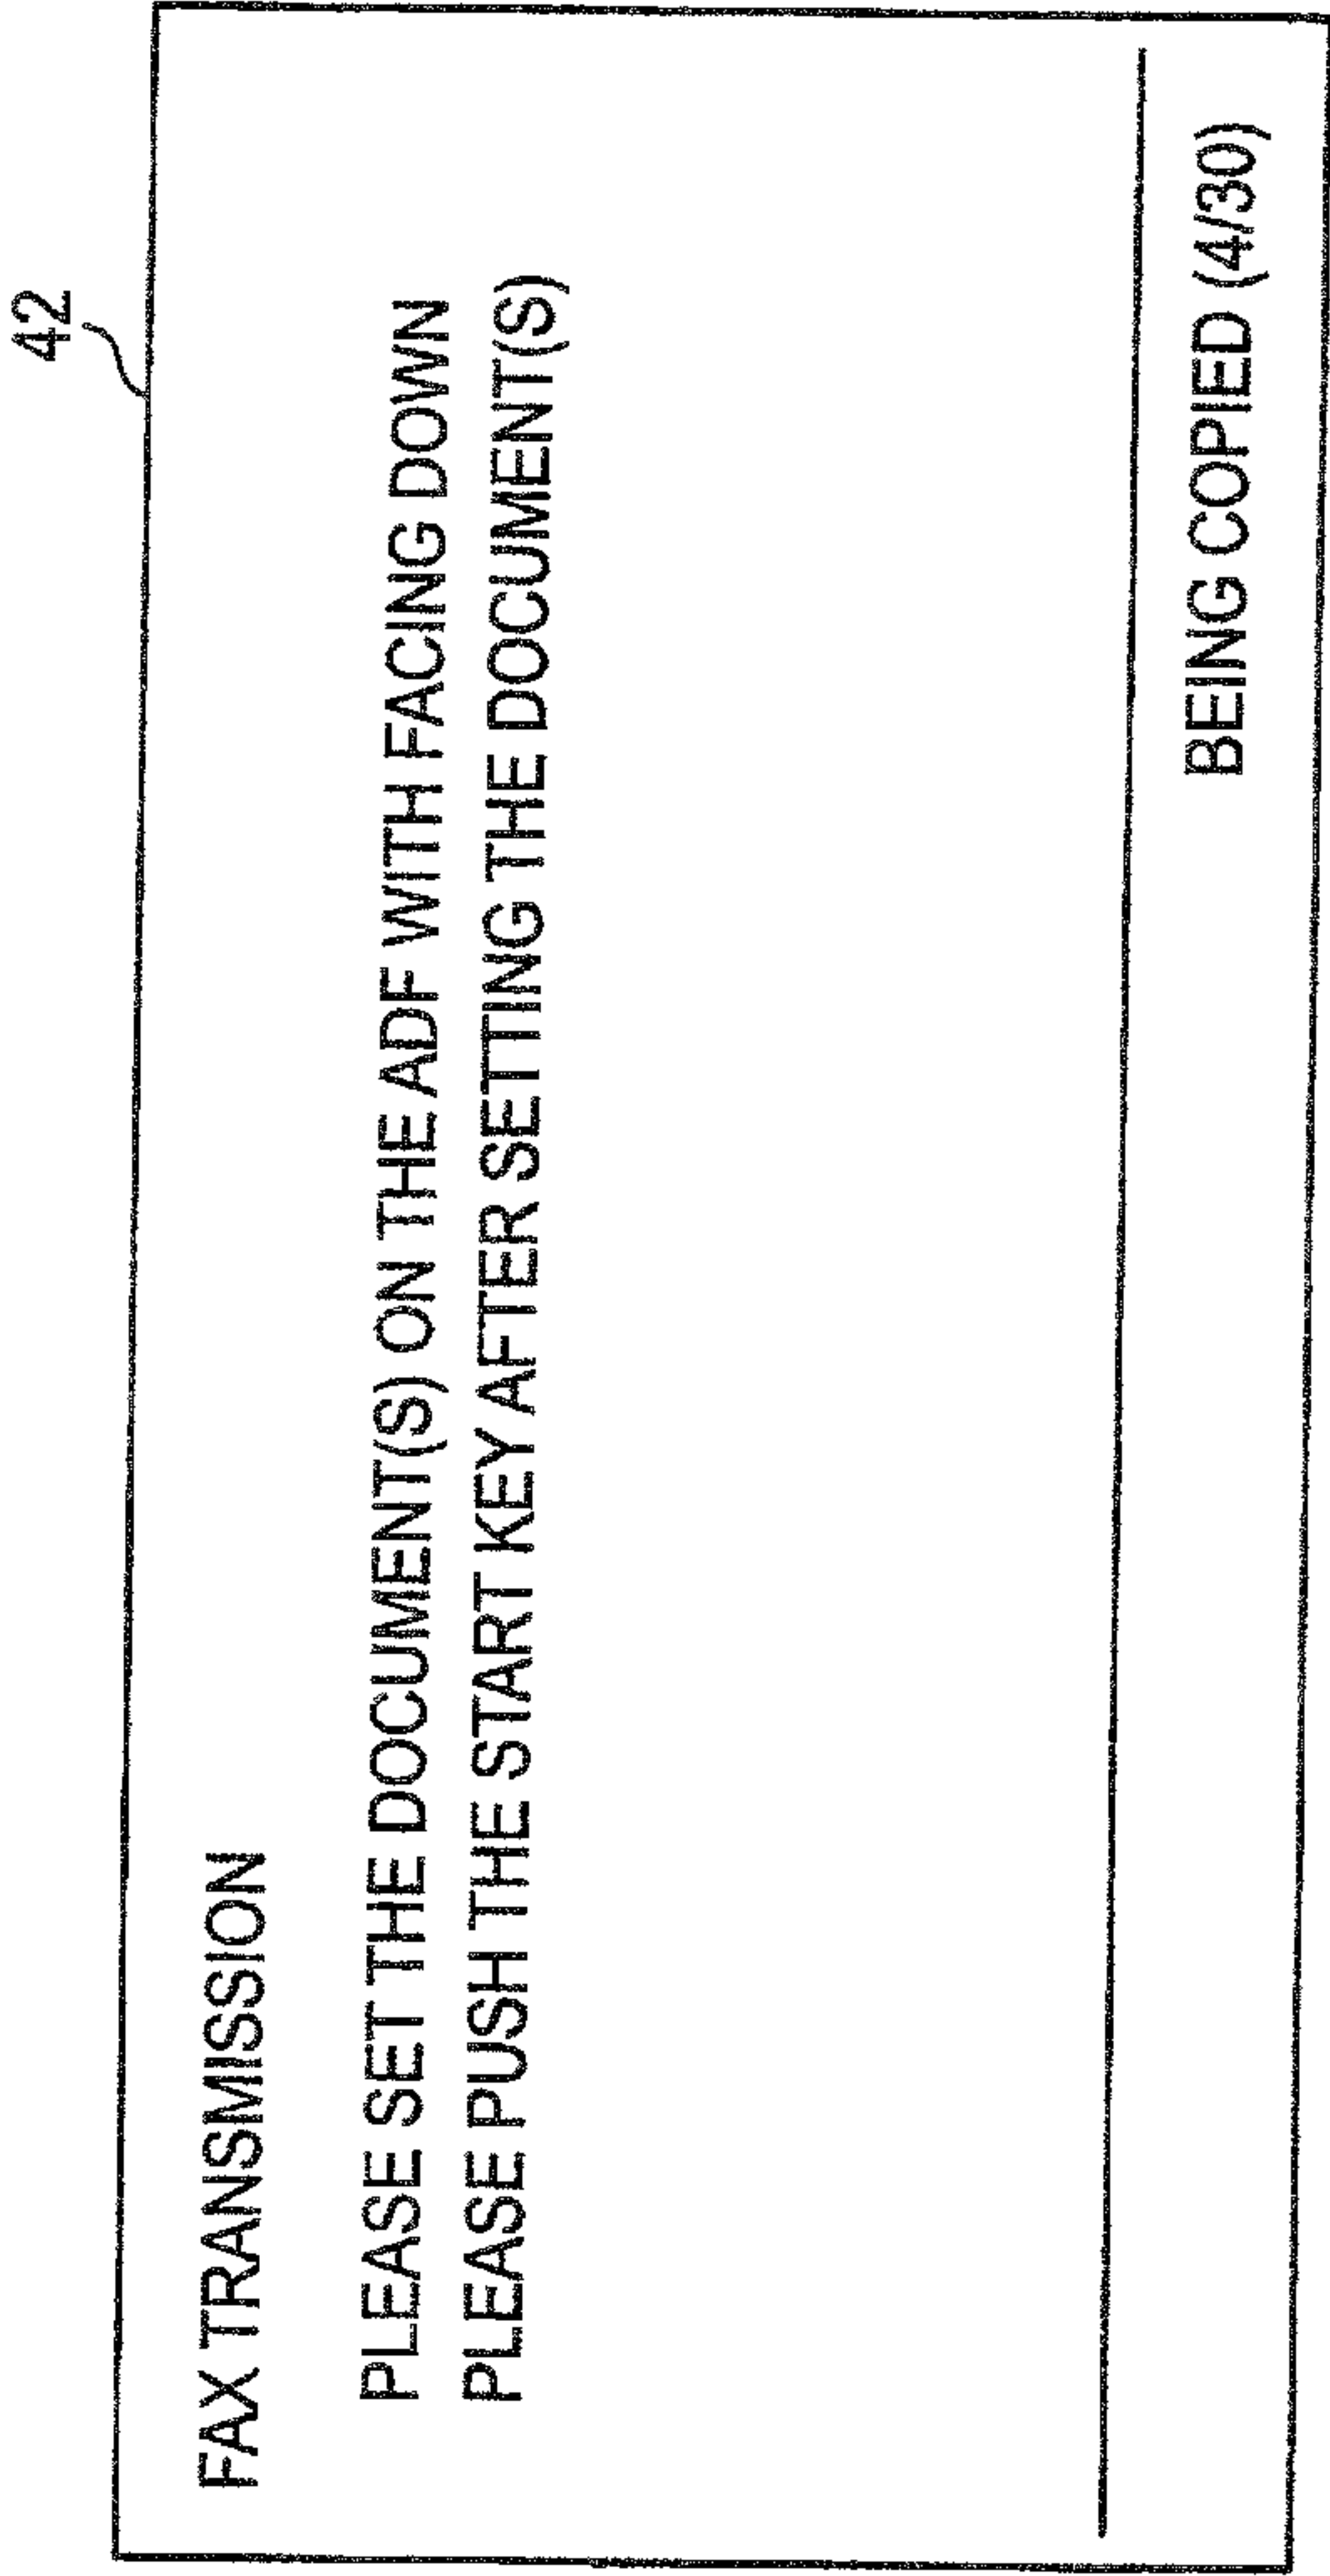 42
FAX TRANSMISSION
PLEASE SET THE DOCUMENT(S) ON THE ADF WITH FACING DOWN
PLEASE PUSH THE START KEY AFTER SETTING THE DOCUMENT(S)
BEING COPIED (4/30)